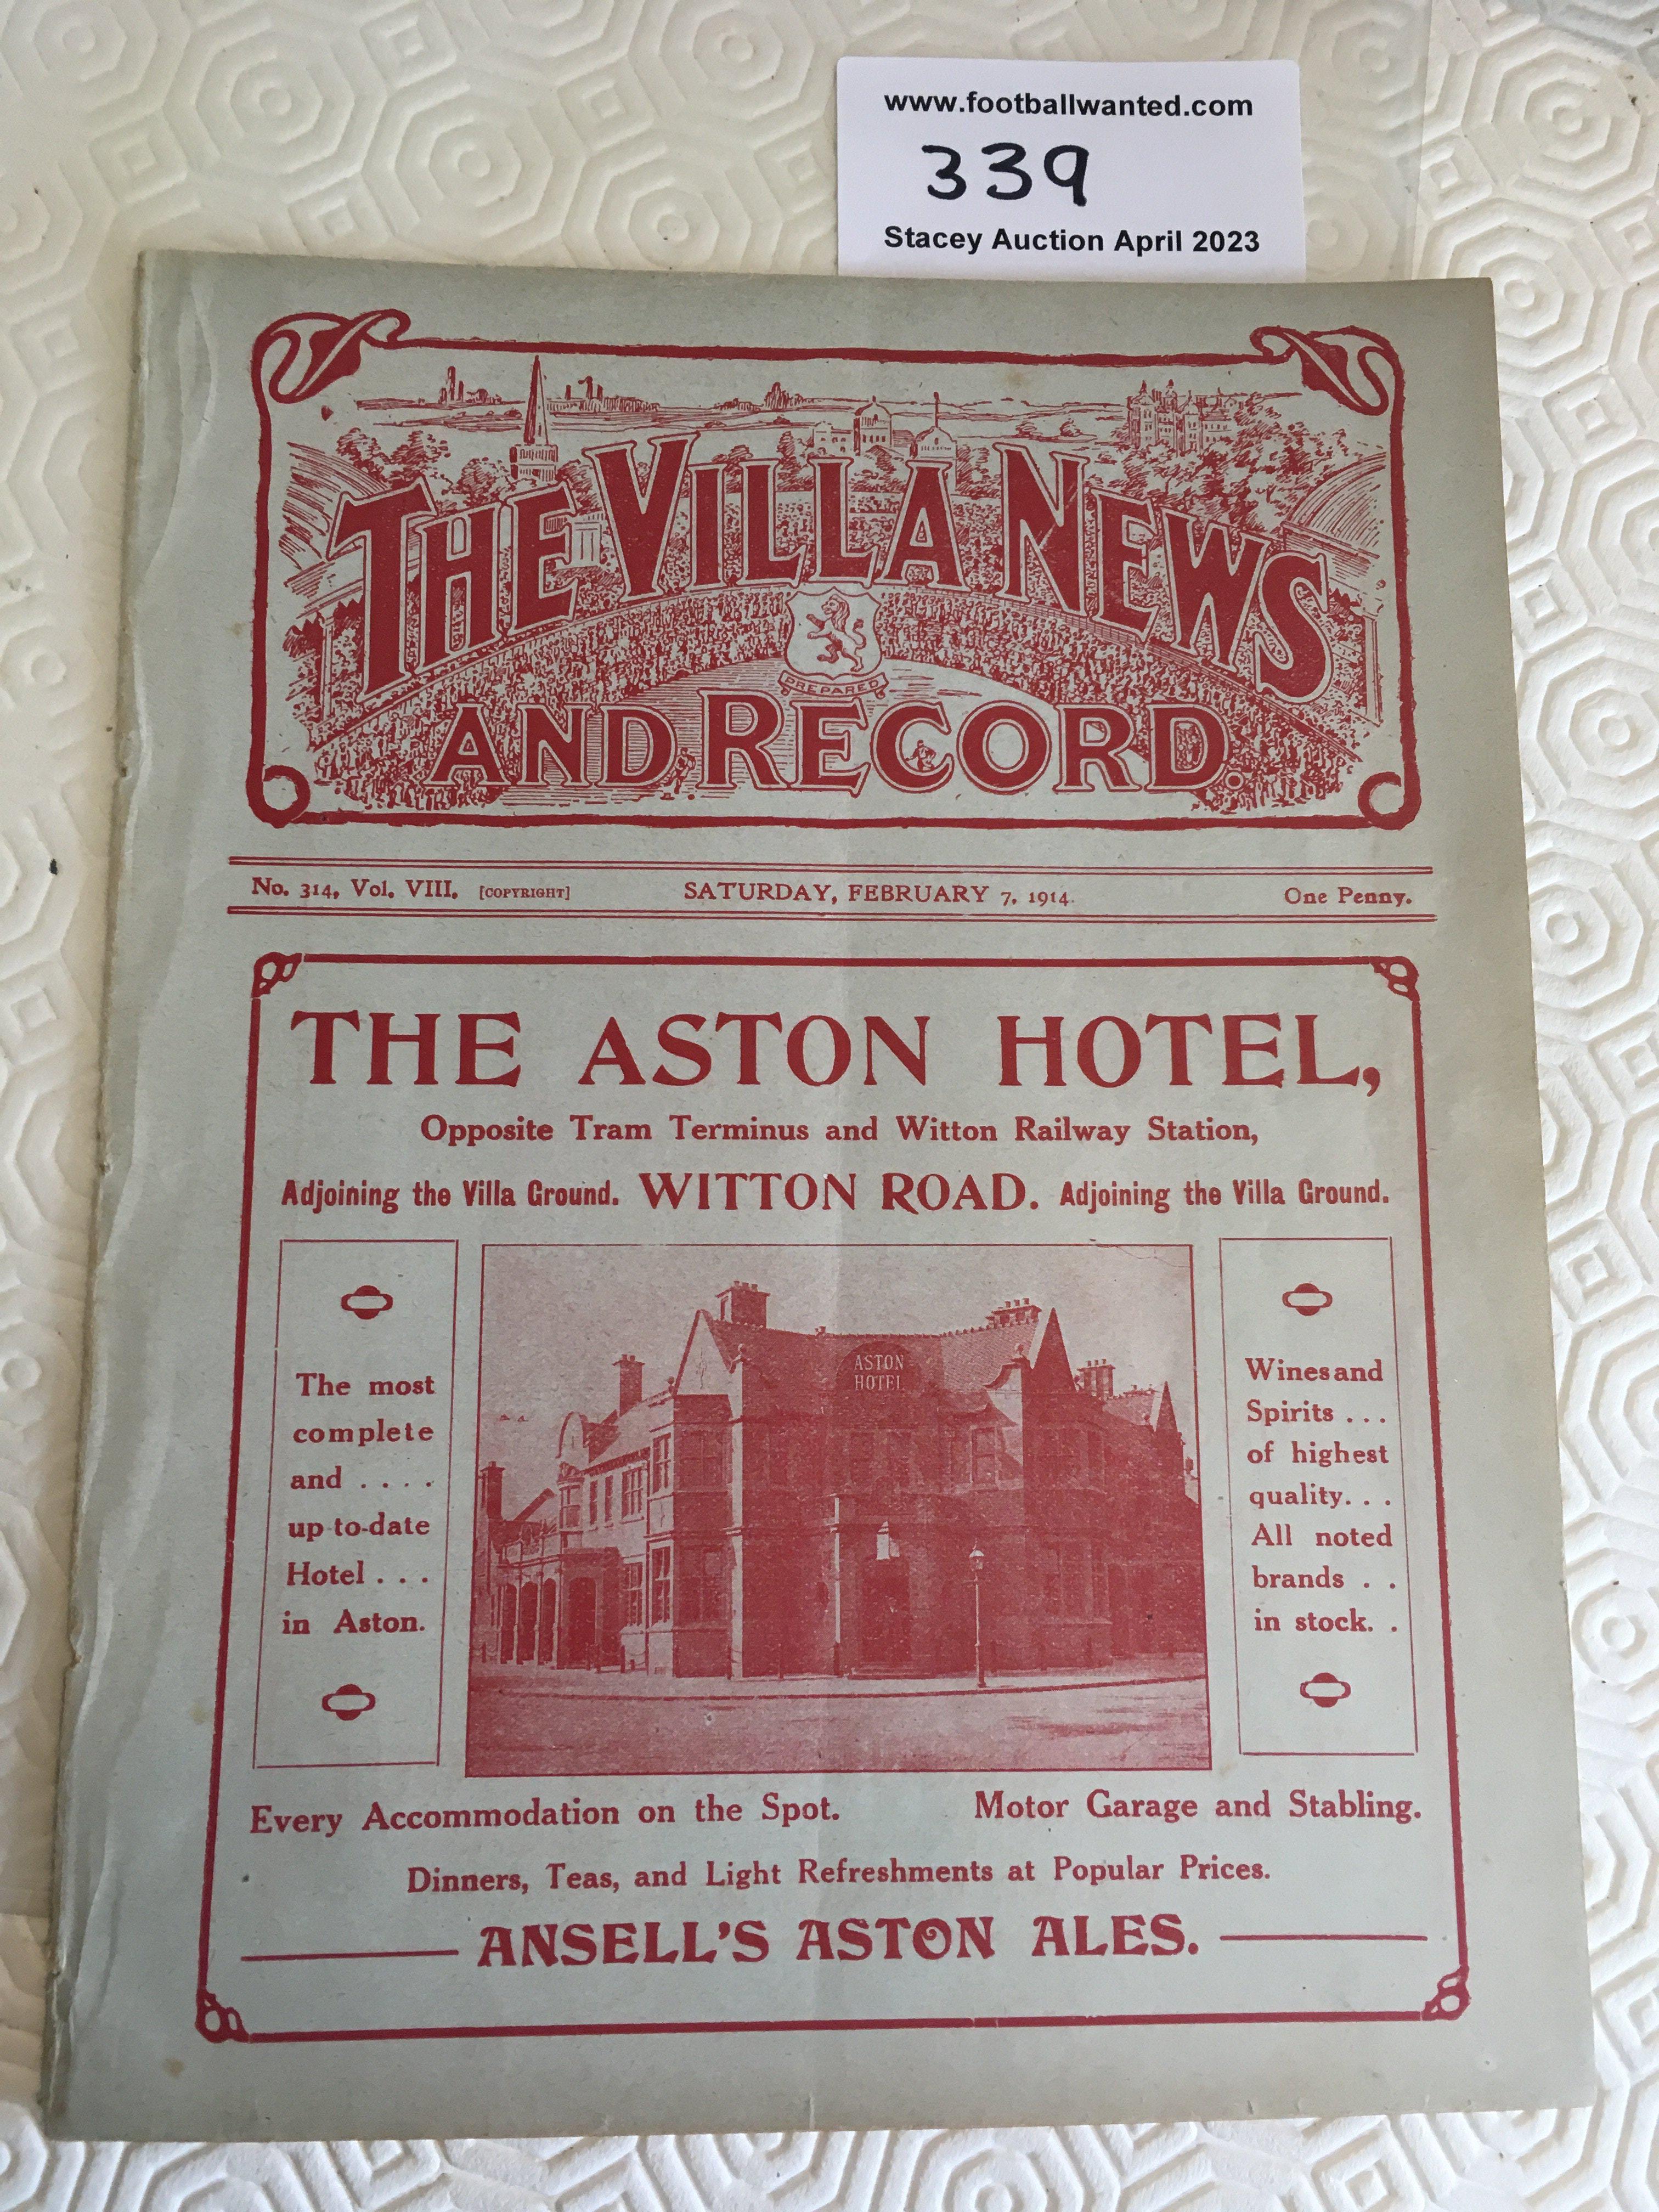 www.footballwanted.com
339
Stacey Auction April 2023
THE VILLA NEWS
PREPARED
AND RECORD.
No. 314, Vol. VIII. [COPYRIGHT] SATURDAY, FEBRUARY 7, 1914. One Penny.
THE ASTON HOTEL,
Opposite Tram Terminus and Witton Railway Station,
Adjoining the Villa Ground. WITTON ROAD. Adjoining the Villa Ground.
The most
complete
and ....
up-to-date
Hotel ...
in Aston.
ASTON
HOTEL
Wines and
Spirits ...
of highest
quality...
All noted
brands ..
in stock. .
Every Accommodation on the Spot. Motor Garage and Stabling.
Dinners, Teas, and Light Refreshments at Popular Prices.
ANSELL'S ASTON ALES.